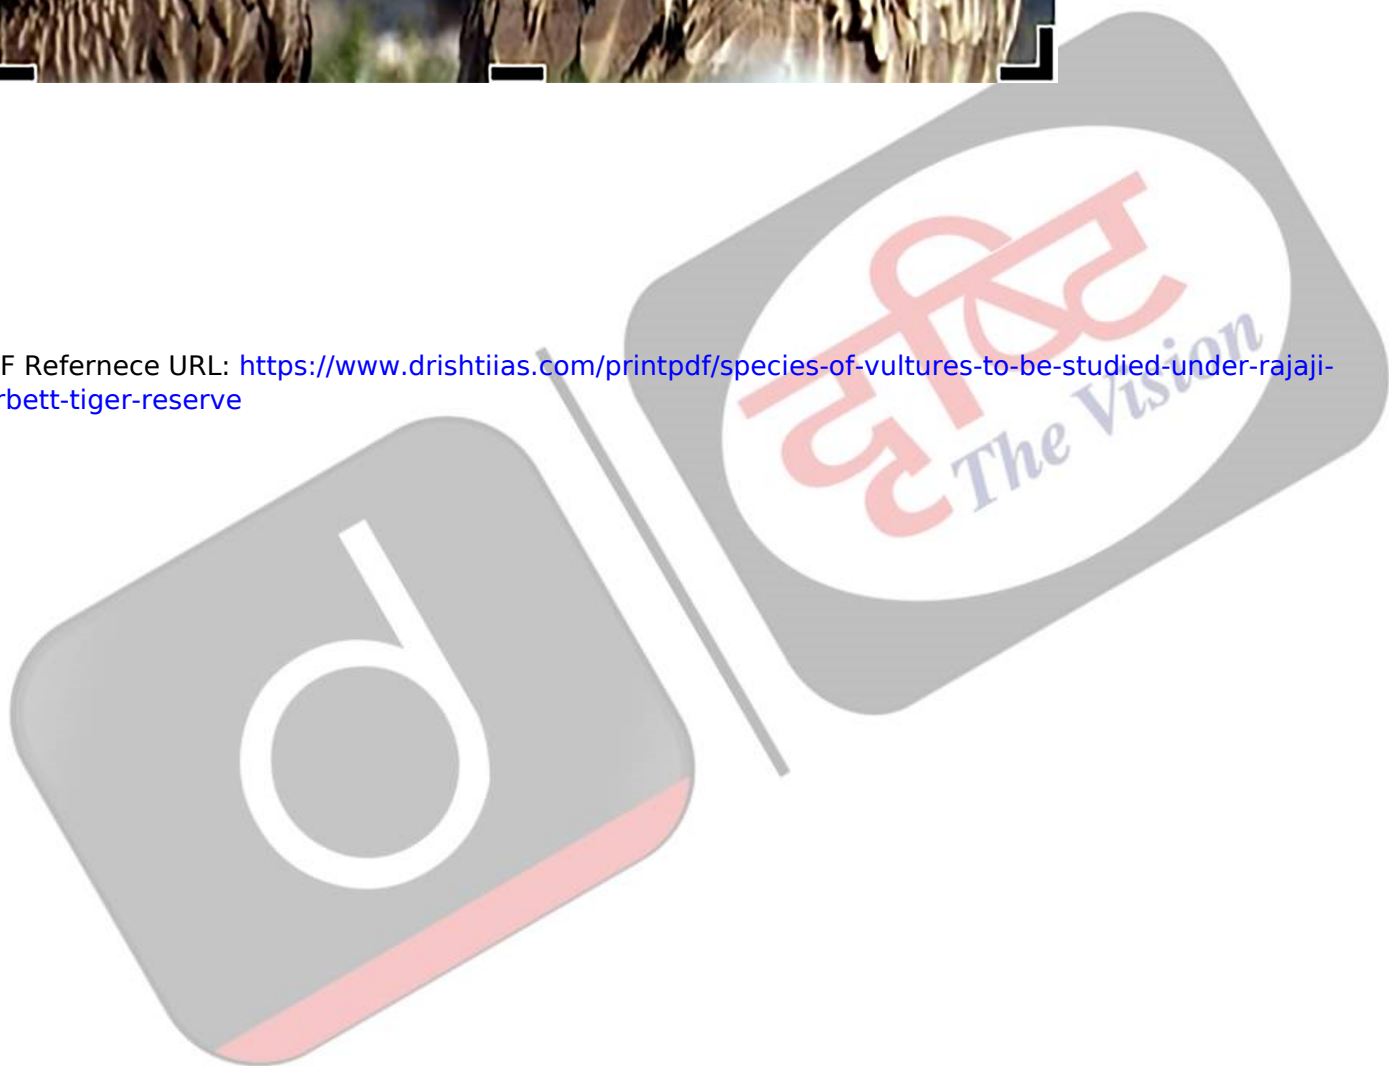 F Refernece URL: https://www.drishtiias.com/printpdf/species-of-vultures-to-be-studied-under-rajaji-
rbett-tiger-reserve
दृष्टि
The Vision
d